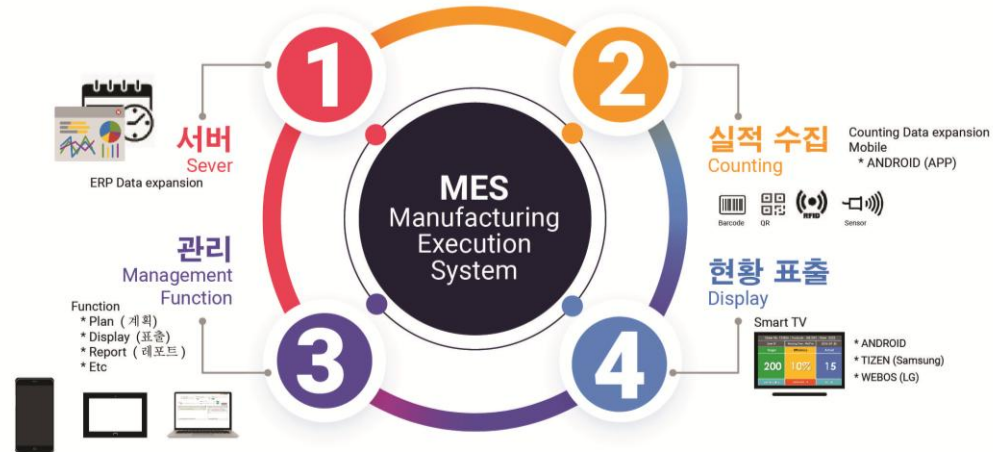 1
서버
Sever
ERP Data expansion
2
실적 수집
Counting
Counting Data expansion
Mobile
* ANDROID (APP)
Barcode
QR
RFID
Sensor
MES
Manufacturing
Execution
System
관리
Management
Function
Function
* Plan ( 계획)
* Display (표출)
* Report ( 레포트)
* Etc
3
현황 표출
Display
4
Smart TV
200
10%
15
* ANDROID
* TIZEN (Samsung)
* WEBOS (LG)